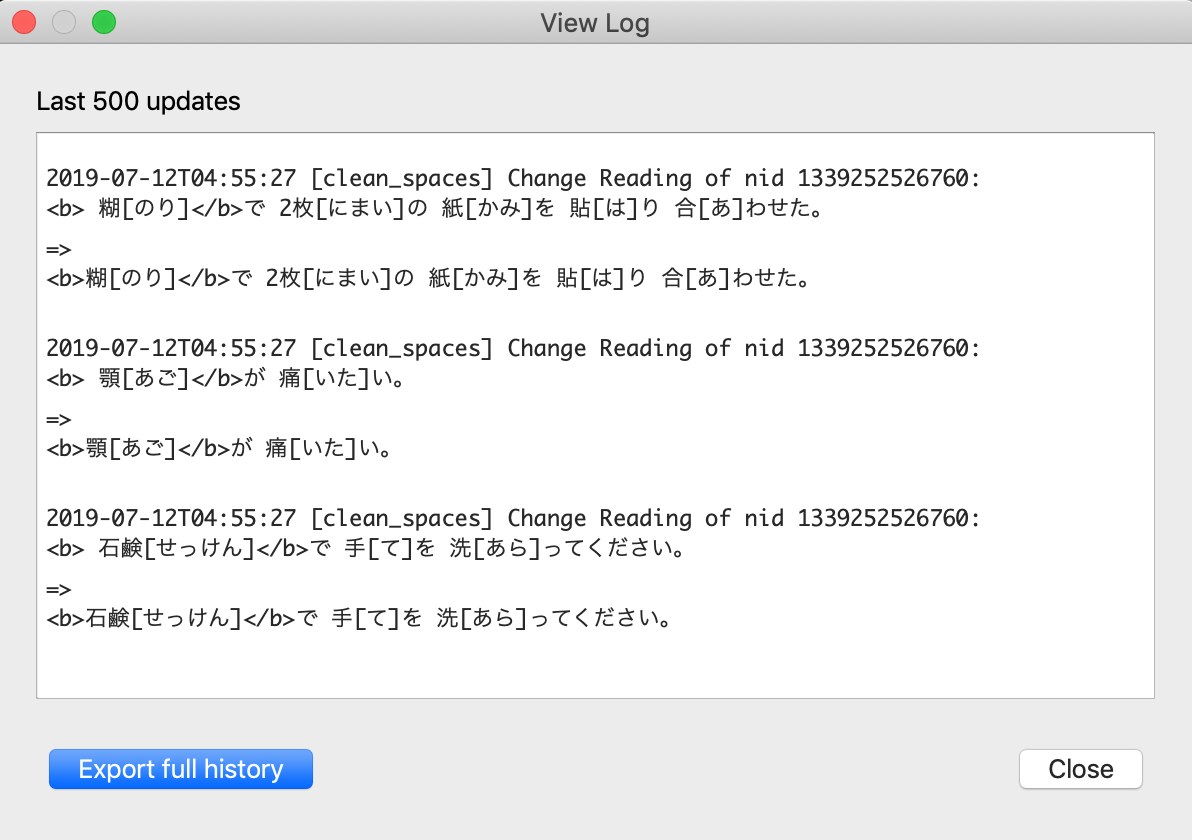 View Log
Last 500 updates
2019-07-12T04:55:27 [clean_spaces] Change Reading of nid 1339252526760:
<b> 糊[のり]</b>で 2枚[にまい]の 紙[かみ]を 貼[は]り 合[あ]わせた。
=>
<b>糊[のり]</b>で 2枚[にまい]の 紙[かみ]を 貼[は]り 合[あ]わせた。
2019-07-12T04:55:27 [clean_spaces] Change Reading of nid 1339252526760:
<b> 顎[あご]</b>が 痛[いた]い。
=>
<b>顎[あご]</b>が 痛[いた]い。
2019-07-12T04:55:27 [clean_spaces] Change Reading of nid 1339252526760:
<b> 石鹸[せっけん]</b>で 手[て]を 洗[あら]ってください。
=>
<b>石鹸[せっけん]</b>で 手[て]を 洗[あら]ってください。
Export full history
Close